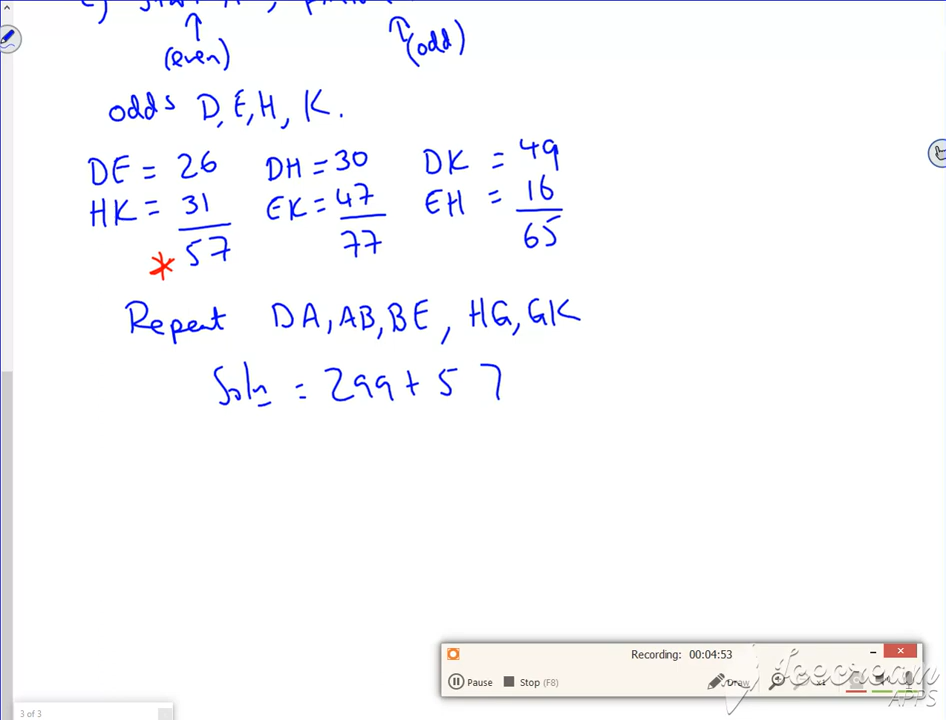 (even) (odd)
odds D, E, H, K.
DE = 26 DH = 30 DK = 49
HK = 31 EK = 47 EH = 16
* 57 77 65
Repeat DA, AB, BE, HG, GK
Soln = 299 + 57
Recording: 00:04:53
Pause Stop (F8) Draw
Icecream
APPS
3 of 3